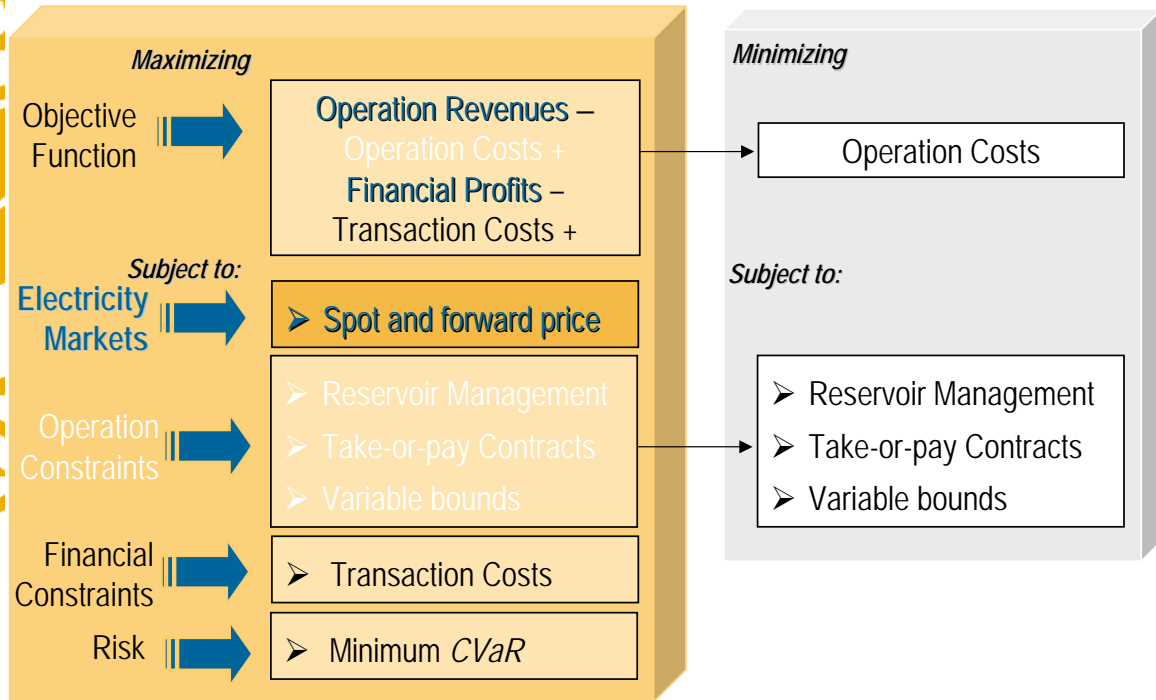 Maximizing
Objective
Function
Operation Revenues –
Operation Costs +
Financial Profits –
Transaction Costs +
Subject to:
Electricity
Markets
➢ Spot and forward price
Operation
Constraints
➢ Reservoir Management
➢ Take-or-pay Contracts
➢ Variable bounds
Financial
Constraints
➢ Transaction Costs
Risk
➢ Minimum CVaR
Minimizing
Operation Costs
Subject to:
➢ Reservoir Management
➢ Take-or-pay Contracts
➢ Variable bounds